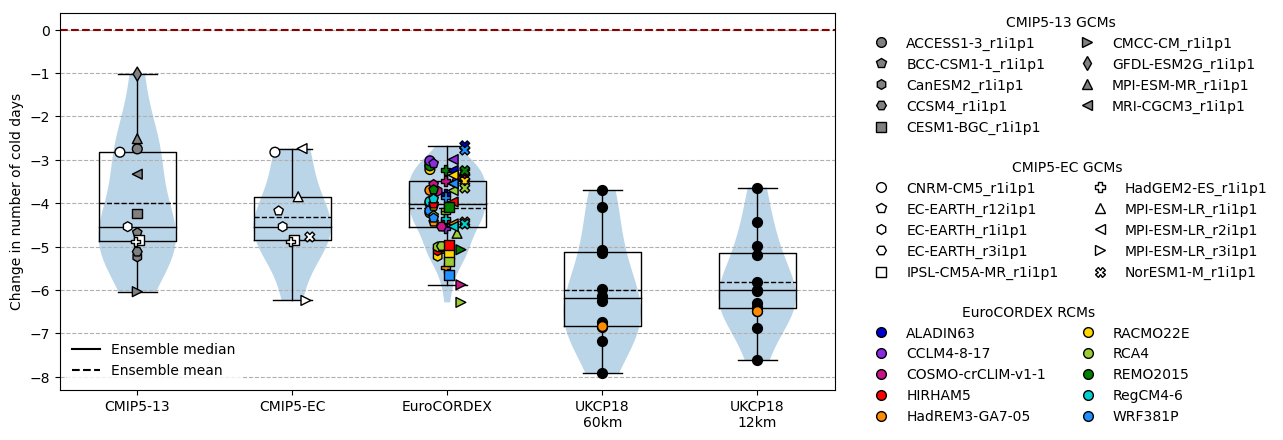 Change in number of cold days
0
−1
−2
−3
−4
−5
−6
−7
−8
Ensemble median
Ensemble mean
CMIP5-13
CMIP5-EC
EuroCORDEX
UKCP18
60km
UKCP18
12km
CMIP5-13 GCMs
ACCESS1-3_r1i1p1
BCC-CSM1-1_r1i1p1
CanESM2_r1i1p1
CCSM4_r1i1p1
CESM1-BGC_r1i1p1
CMCC-CM_r1i1p1
GFDL-ESM2G_r1i1p1
MPI-ESM-MR_r1i1p1
MRI-CGCM3_r1i1p1
CMIP5-EC GCMs
CNRM-CM5_r1i1p1
EC-EARTH_r12i1p1
EC-EARTH_r1i1p1
EC-EARTH_r3i1p1
IPSL-CM5A-MR_r1i1p1
HadGEM2-ES_r1i1p1
MPI-ESM-LR_r1i1p1
MPI-ESM-LR_r2i1p1
MPI-ESM-LR_r3i1p1
NorESM1-M_r1i1p1
EuroCORDEX RCMs
ALADIN63
CCLM4-8-17
COSMO-crCLIM-v1-1
HIRHAM5
HadREM3-GA7-05
RACMO22E
RCA4
REMO2015
RegCM4-6
WRF381P